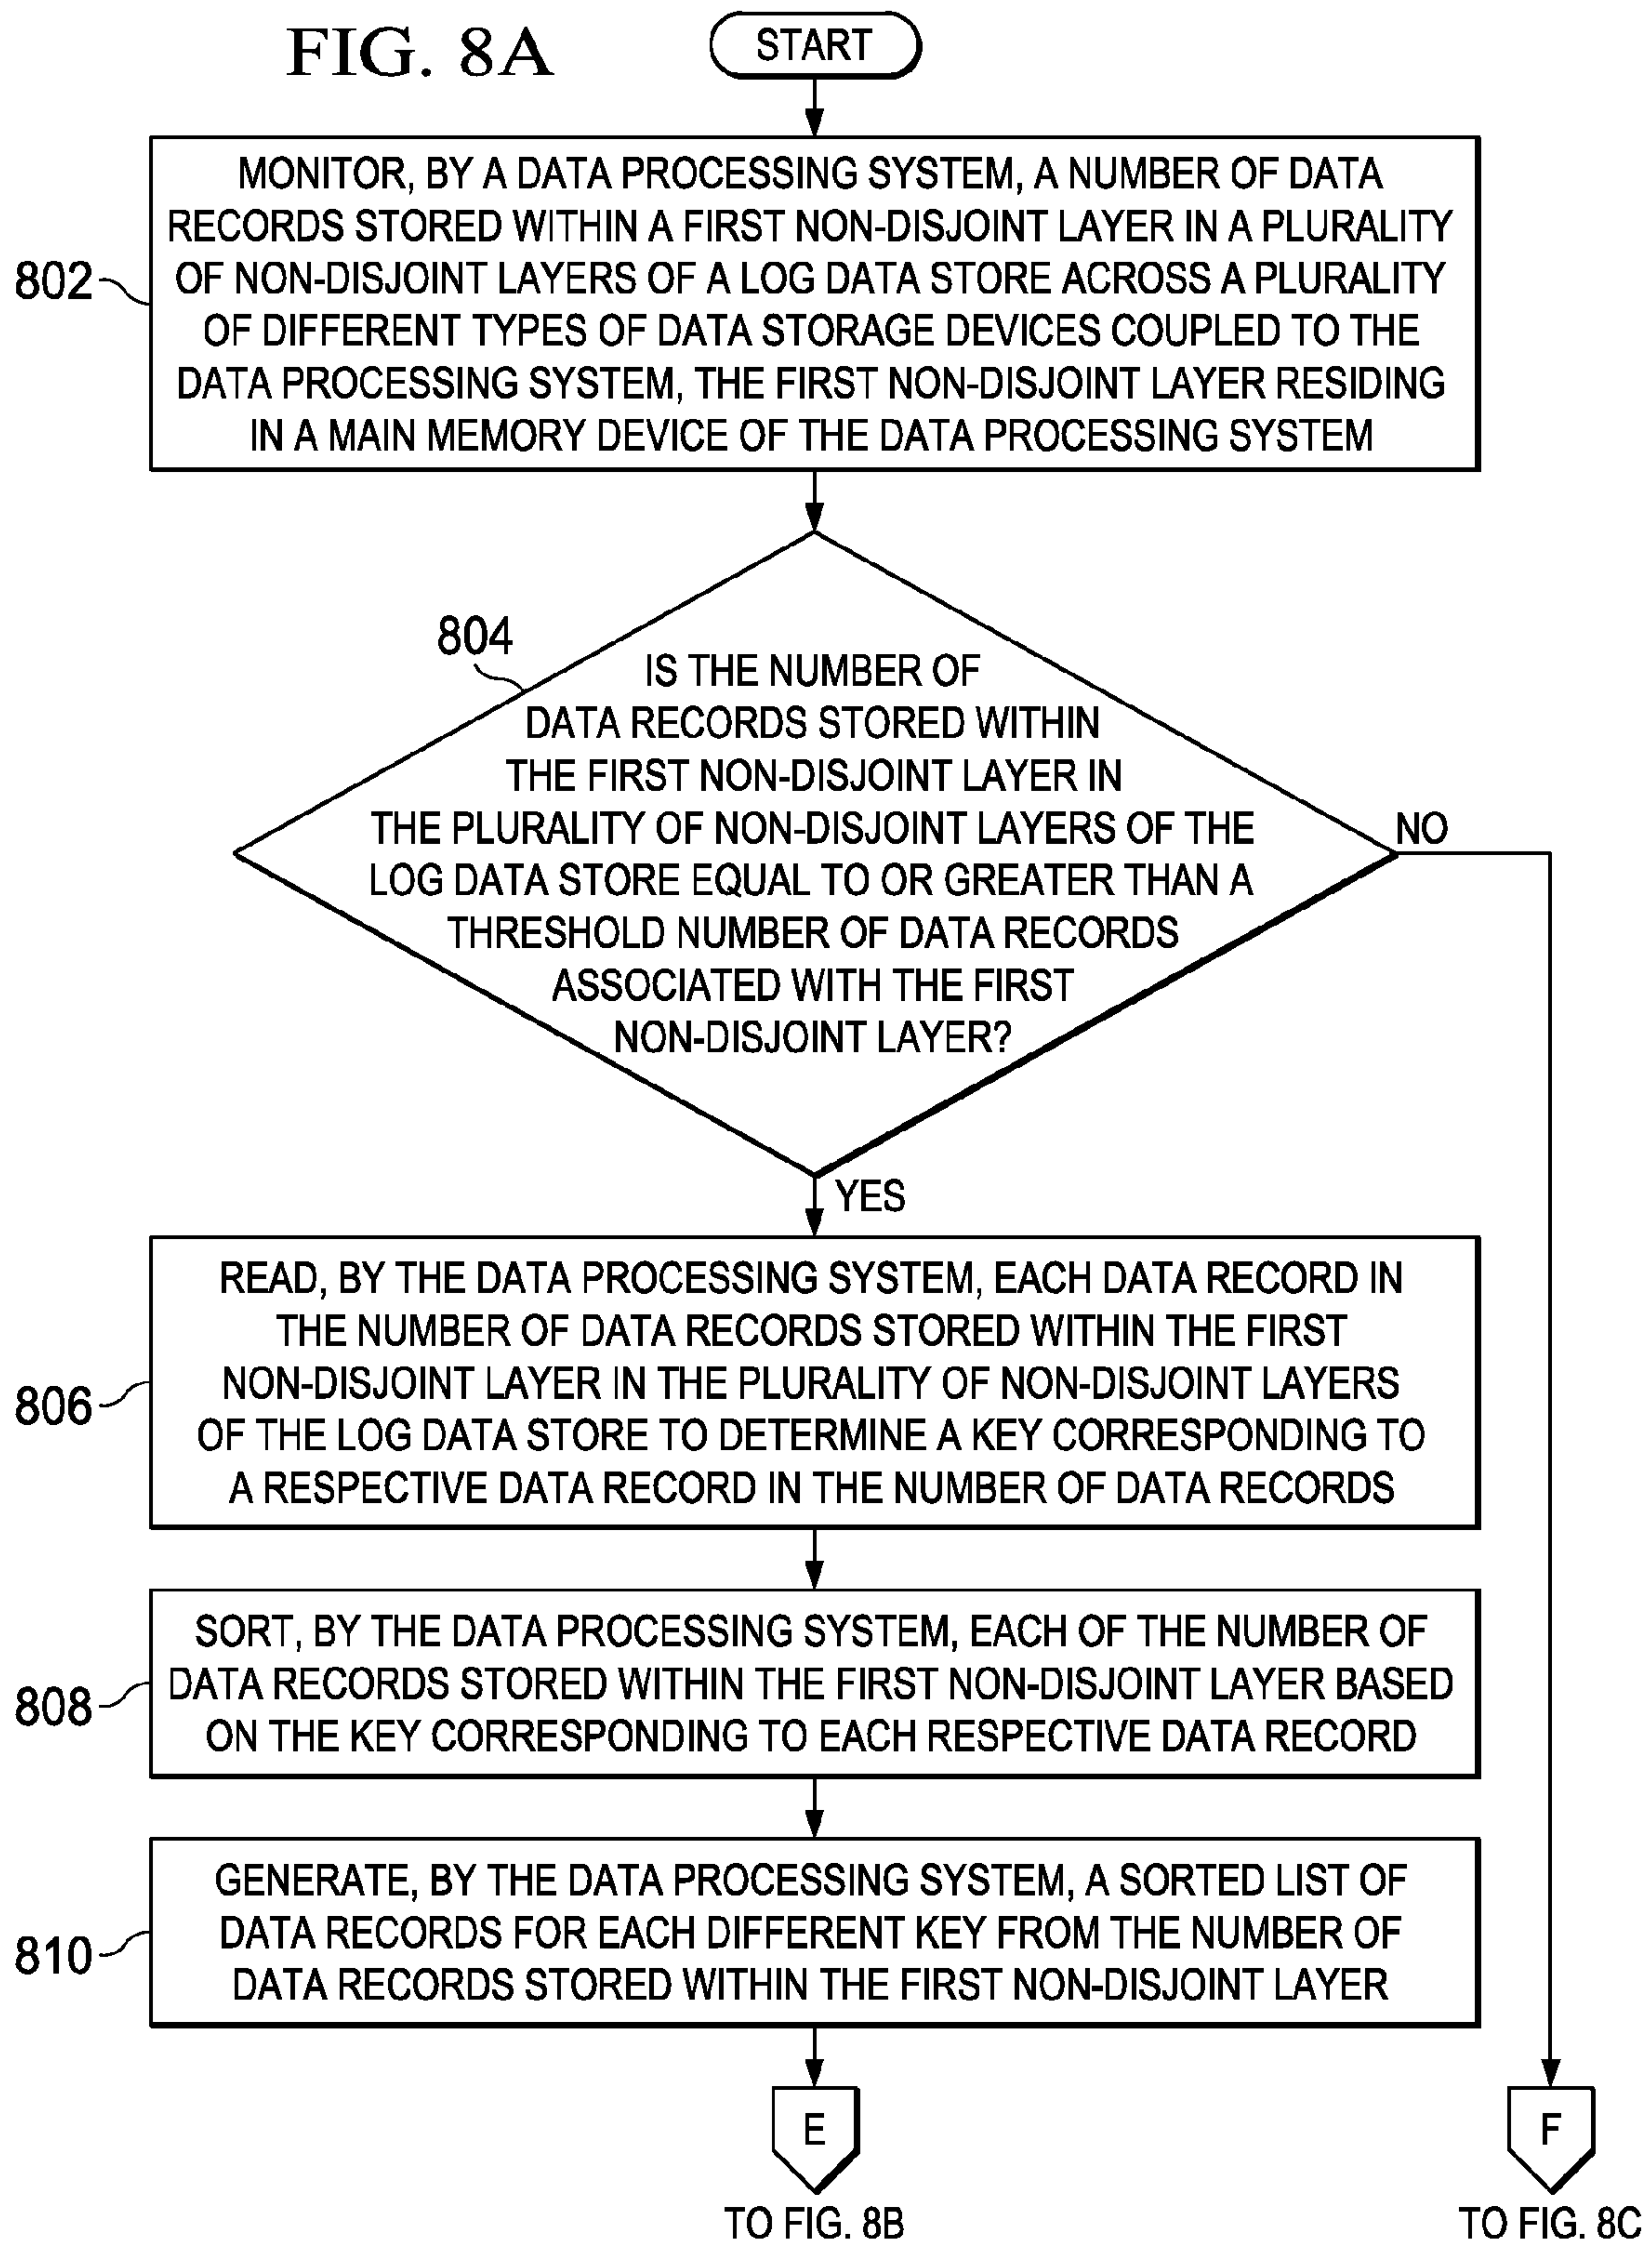 FIG. 8A
START
MONITOR, BY A DATA PROCESSING SYSTEM, A NUMBER OF DATA
RECORDS STORED WITHIN A FIRST NON-DISJOINT LAYER IN A PLURALITY
OF NON-DISJOINT LAYERS OF A LOG DATA STORE ACROSS A PLURALITY
OF DIFFERENT TYPES OF DATA STORAGE DEVICES COUPLED TO THE
DATA PROCESSING SYSTEM, THE FIRST NON-DISJOINT LAYER RESIDING
IN A MAIN MEMORY DEVICE OF THE DATA PROCESSING SYSTEM
802
804
IS THE NUMBER OF
DATA RECORDS STORED WITHIN
THE FIRST NON-DISJOINT LAYER IN
THE PLURALITY OF NON-DISJOINT LAYERS OF THE
LOG DATA STORE EQUAL TO OR GREATER THAN A
THRESHOLD NUMBER OF DATA RECORDS
ASSOCIATED WITH THE FIRST
NON-DISJOINT LAYER?
NO
YES
READ, BY THE DATA PROCESSING SYSTEM, EACH DATA RECORD IN
THE NUMBER OF DATA RECORDS STORED WITHIN THE FIRST
NON-DISJOINT LAYER IN THE PLURALITY OF NON-DISJOINT LAYERS
OF THE LOG DATA STORE TO DETERMINE A KEY CORRESPONDING TO
A RESPECTIVE DATA RECORD IN THE NUMBER OF DATA RECORDS
806
SORT, BY THE DATA PROCESSING SYSTEM, EACH OF THE NUMBER OF
DATA RECORDS STORED WITHIN THE FIRST NON-DISJOINT LAYER BASED
ON THE KEY CORRESPONDING TO EACH RESPECTIVE DATA RECORD
808
GENERATE, BY THE DATA PROCESSING SYSTEM, A SORTED LIST OF
DATA RECORDS FOR EACH DIFFERENT KEY FROM THE NUMBER OF
DATA RECORDS STORED WITHIN THE FIRST NON-DISJOINT LAYER
810
E
F
TO FIG. 8B
TO FIG. 8C